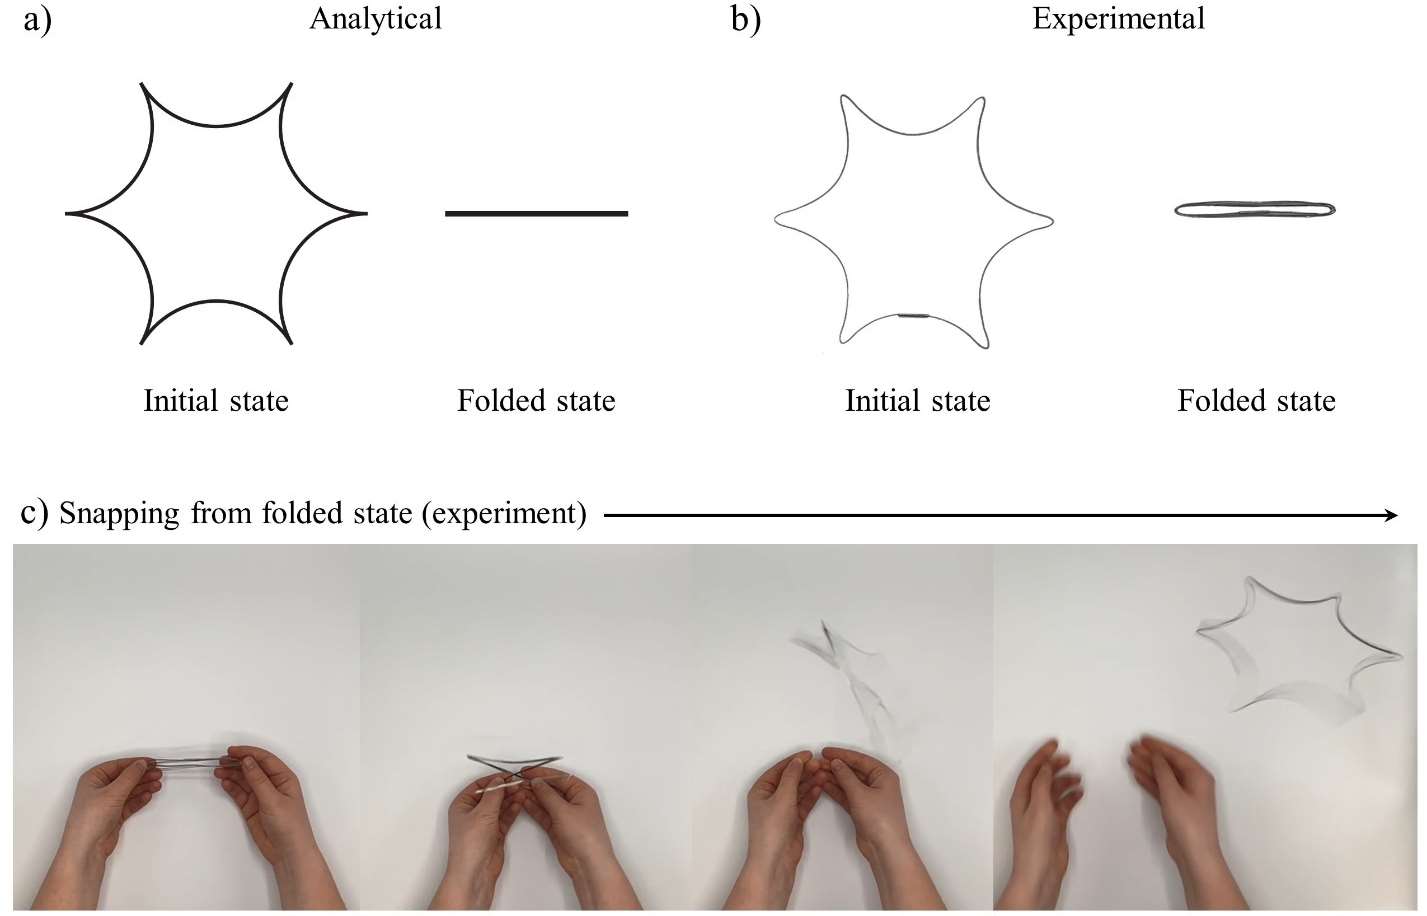 a) Analytical
b) Experimental
Initial state
Folded state
Initial state
Folded state
c) Snapping from folded state (experiment)